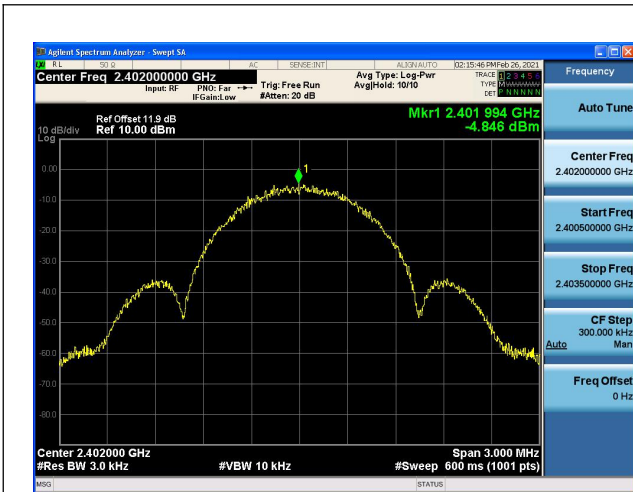 Agilent Spectrum Analyzer - Swept SA
RL 50 Ω AC SENSE:INT ALIGNAUTO 02:15:46 PM Feb 26, 2021
Center Freq 2.402000000 GHz
Input: RF PNO: Far Trig: Free Run Avg Type: Log-Pwr TRACE 1 2 3 4 5 6
IFGain:Low #Atten: 20 dB Avg|Hold: 10/10 TYPE M
DET P N N N N N
Ref Offset 11.9 dB
10 dB/div Ref 10.00 dBm
Log
Mkr1 2.401 994 GHz
-4.846 dBm
1
0.00
-10.0
-20.0
-30.0
-40.0
-50.0
-60.0
-70.0
-80.0
Center 2.402000 GHz Span 3.000 MHz
#Res BW 3.0 kHz #VBW 10 kHz #Sweep 600 ms (1001 pts)
MSG STATUS
Frequency
Auto Tune
Center Freq
2.402000000 GHz
Start Freq
2.400500000 GHz
Stop Freq
2.403500000 GHz
CF Step
300.000 kHz
Auto Man
Freq Offset
0 Hz